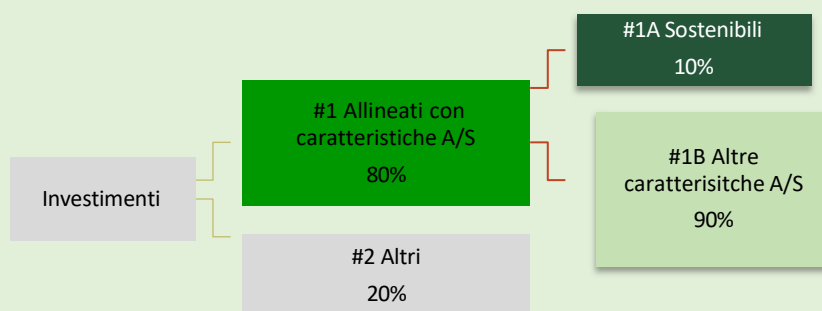 Investimenti
#1 Allineati con
caratteristiche A/S
80%
#2 Altri
20%
#1A Sostenibili
10%
#1B Altre
caratterisitche A/S
90%